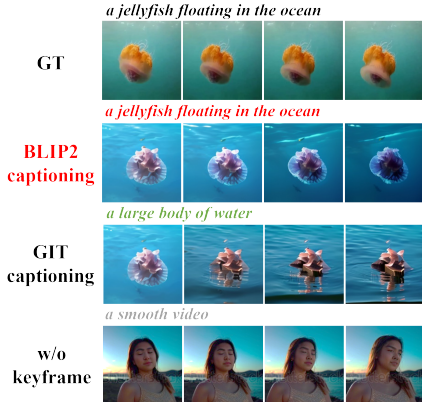 a jellyfish floating in the ocean
GT
a jellyfish floating in the ocean
BLIP2
captioning
a large body of water
GIT
captioning
a smooth video
w/o
keyframe